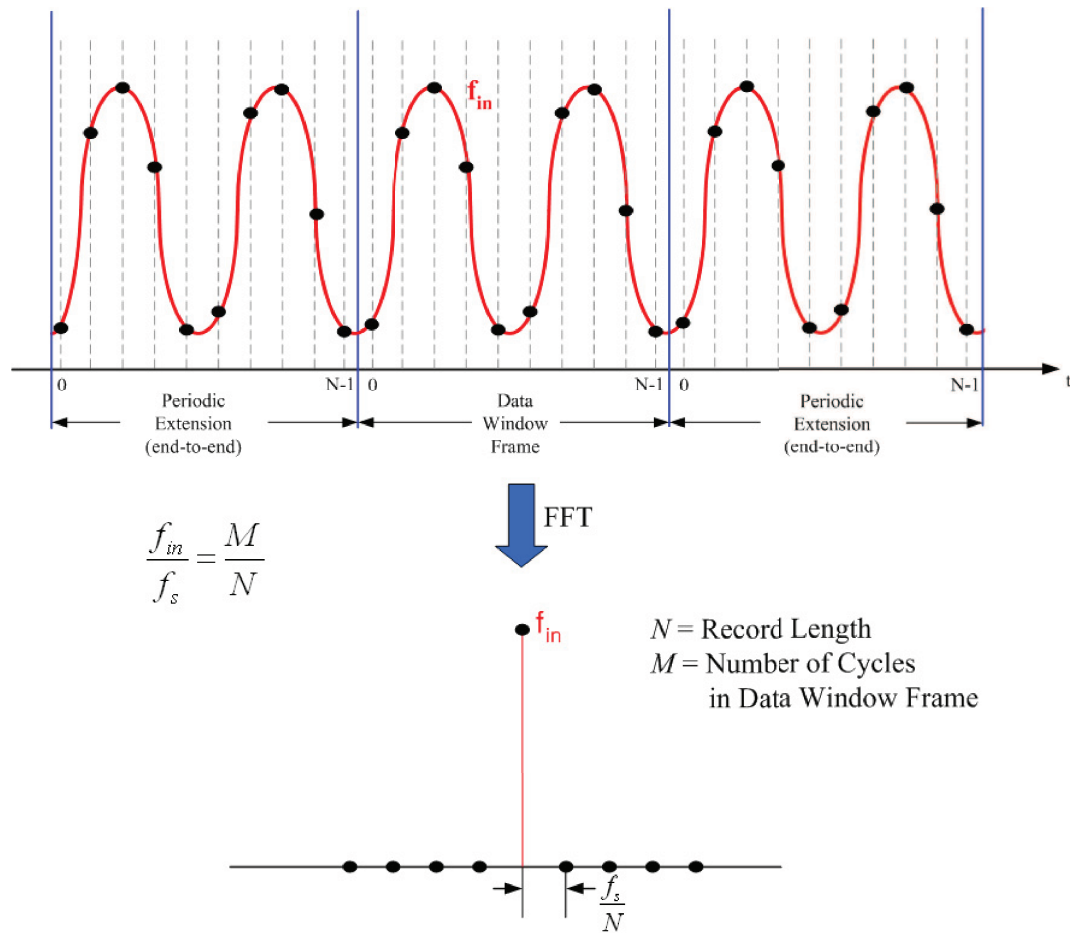 f_in
0 N-1 0 N-1 0 N-1 t
Periodic
Extension
(end-to-end)
Data
Window
Frame
Periodic
Extension
(end-to-end)
FFT
f_in / f_s = M / N
f_in
N = Record Length
M = Number of Cycles
in Data Window Frame
f_s / N